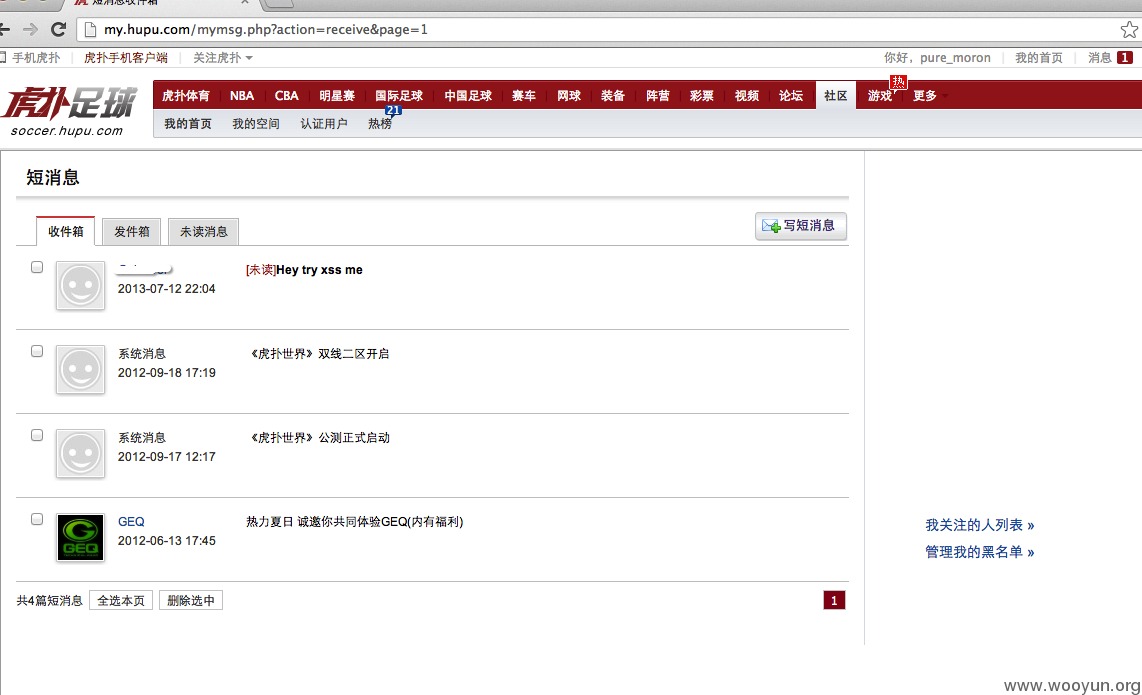 短消息收件箱
my.hupu.com/mymsg.php?action=receive&page=1
手机虎扑 虎扑手机客户端 关注虎扑 你好，pure_moron 我的首页 消息 1
虎扑足球
soccer.hupu.com
热
虎扑体育 NBA CBA 明星赛 国际足球 中国足球 赛车 网球 装备 阵营 彩票 视频 论坛 社区 游戏 更多
21
我的首页 我的空间 认证用户 热榜
短消息
收件箱 发件箱 未读消息 写短消息
[未读]Hey try xss me
2013-07-12 22:04
系统消息 《虎扑世界》双线二区开启
2012-09-18 17:19
系统消息 《虎扑世界》公测正式启动
2012-09-17 12:17
GEQ 热力夏日 诚邀你共同体验GEQ(内有福利)
2012-06-13 17:45
GEQ
我关注的人列表 »
管理我的黑名单 »
共4篇短消息 全选本页 删除选中 1
www.wooyun.org